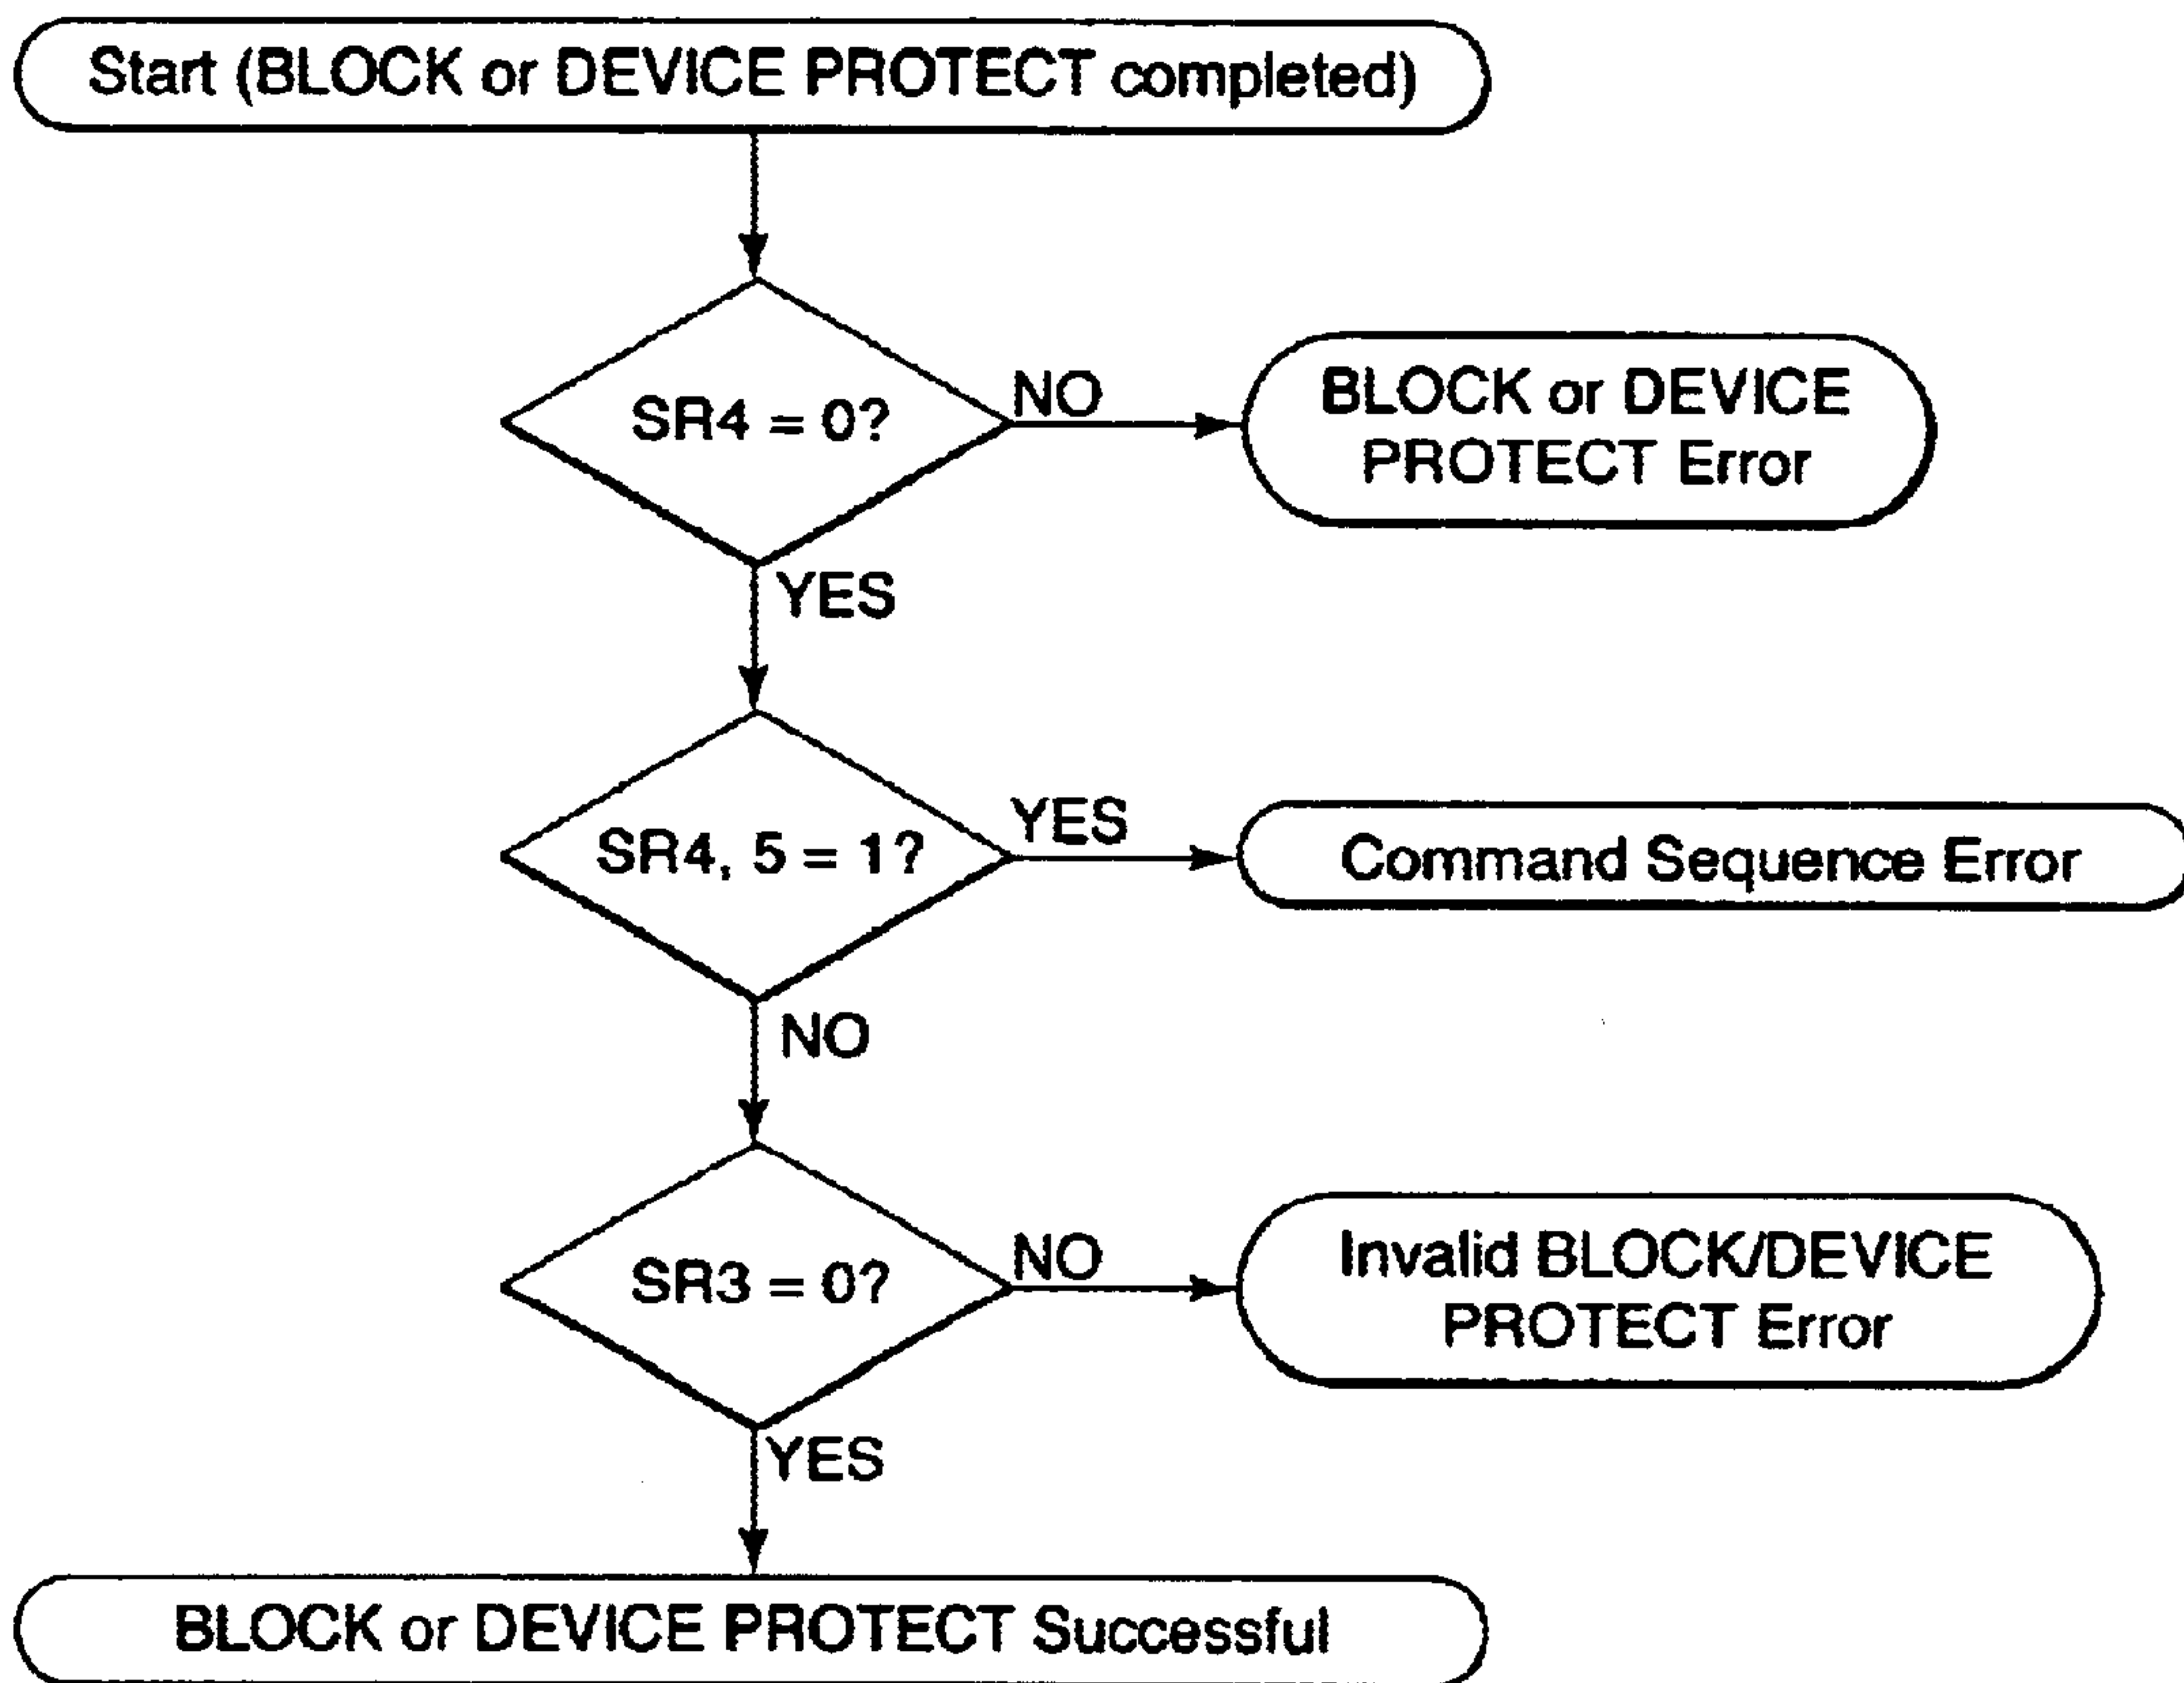 Start (BLOCK or DEVICE PROTECT completed)
SR4 = 0?
NO
BLOCK or DEVICE
PROTECT Error
YES
SR4, 5 = 1?
YES
Command Sequence Error
NO
SR3 = 0?
NO
Invalid BLOCK/DEVICE
PROTECT Error
YES
BLOCK or DEVICE PROTECT Successful